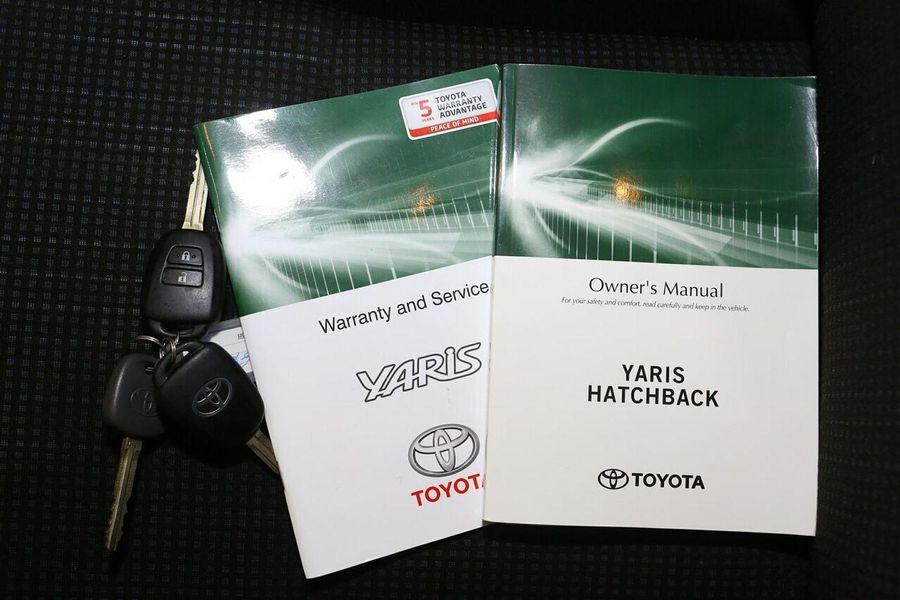 WITH
5
YEARS
TOYOTA
WARRANTY
ADVANTAGE
PEACE OF MIND
Warranty and Service
YARIS
TOYOTA
Owner's Manual
For your safety and comfort, read carefully and keep in the vehicle.
YARIS
HATCHBACK
TOYOTA